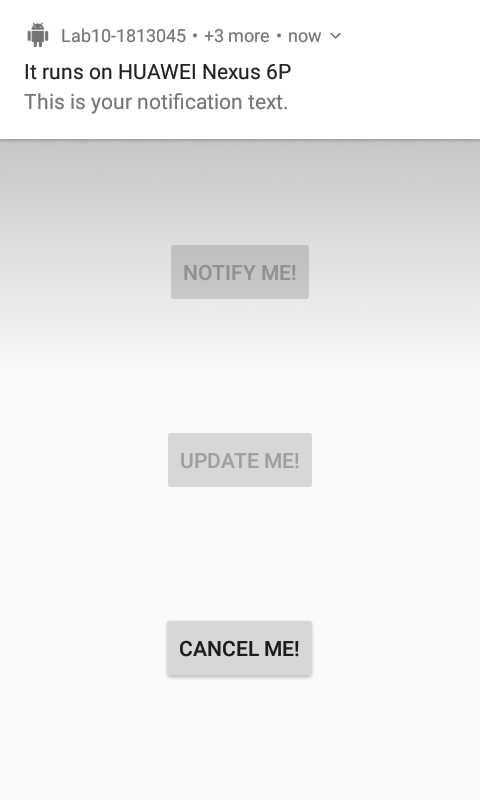 Lab10-1813045 • +3 more • now
It runs on HUAWEI Nexus 6P
This is your notification text.
NOTIFY ME!
UPDATE ME!
CANCEL ME!